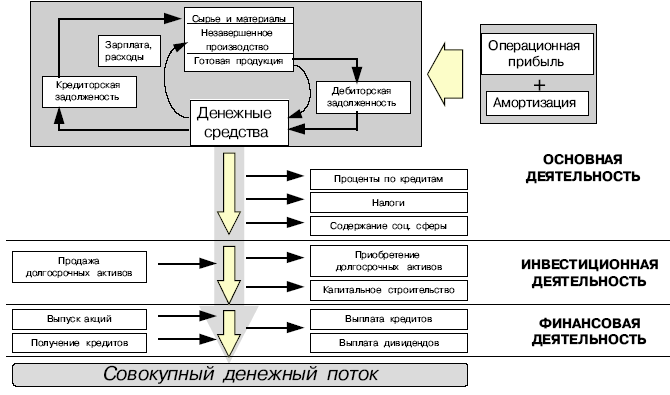 Сырье и материалы
Незавершенное
производство
Готовая продукция
Зарплата,
расходы
Кредиторская
задолженость
Дебиторская
задолженность
Денежные
средства
Операционная
прибыль
+
Амортизация
ОСНОВНАЯ
ДЕЯТЕЛЬНОСТЬ
Проценты по кредитам
Налоги
Содержание соц. сферы
Продажа
долгосрочных активов
Приобретение
долгосрочных активов
Капитальное строительство
ИНВЕСТИЦИОННАЯ
ДЕЯТЕЛЬНОСТЬ
Выпуск акций
Получение кредитов
Выплата кредитов
Выплата дивидендов
ФИНАНСОВАЯ
ДЕЯТЕЛЬНОСТЬ
Совокупный денежный поток